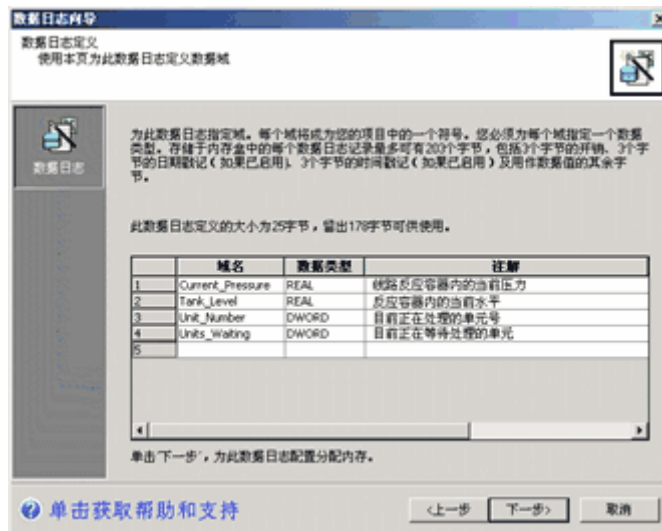 数据日志向导
数据日志定义
使用本页为此数据日志定义数据域
数据日志
为此数据日志指定域。每个域将成为您的项目中的一个符号。您必须为每个域指定一个数据
类型。存储于内存盒中的每个数据日志记录最多可有203个字节，包括3个字节的开销、3个字
节的日期戳记（如果已启用）、3个字节的时间戳记（如果已启用）及用作数据值的其余字
节。
此数据日志定义的大小为25字节，留出178字节可供使用。
域名 数据类型 注解
1 Current_Pressure REAL 线路反应容器内的当前压力
2 Tank_Level REAL 反应容器内的当前水平
3 Unit_Number DWORD 目前正在处理的单元号
4 Units_Waiting DWORD 目前正在等待处理的单元
5
单击'下一步'，为此数据日志配置分配内存。
单击获取帮助和支持
<上一步 下一步> 取消